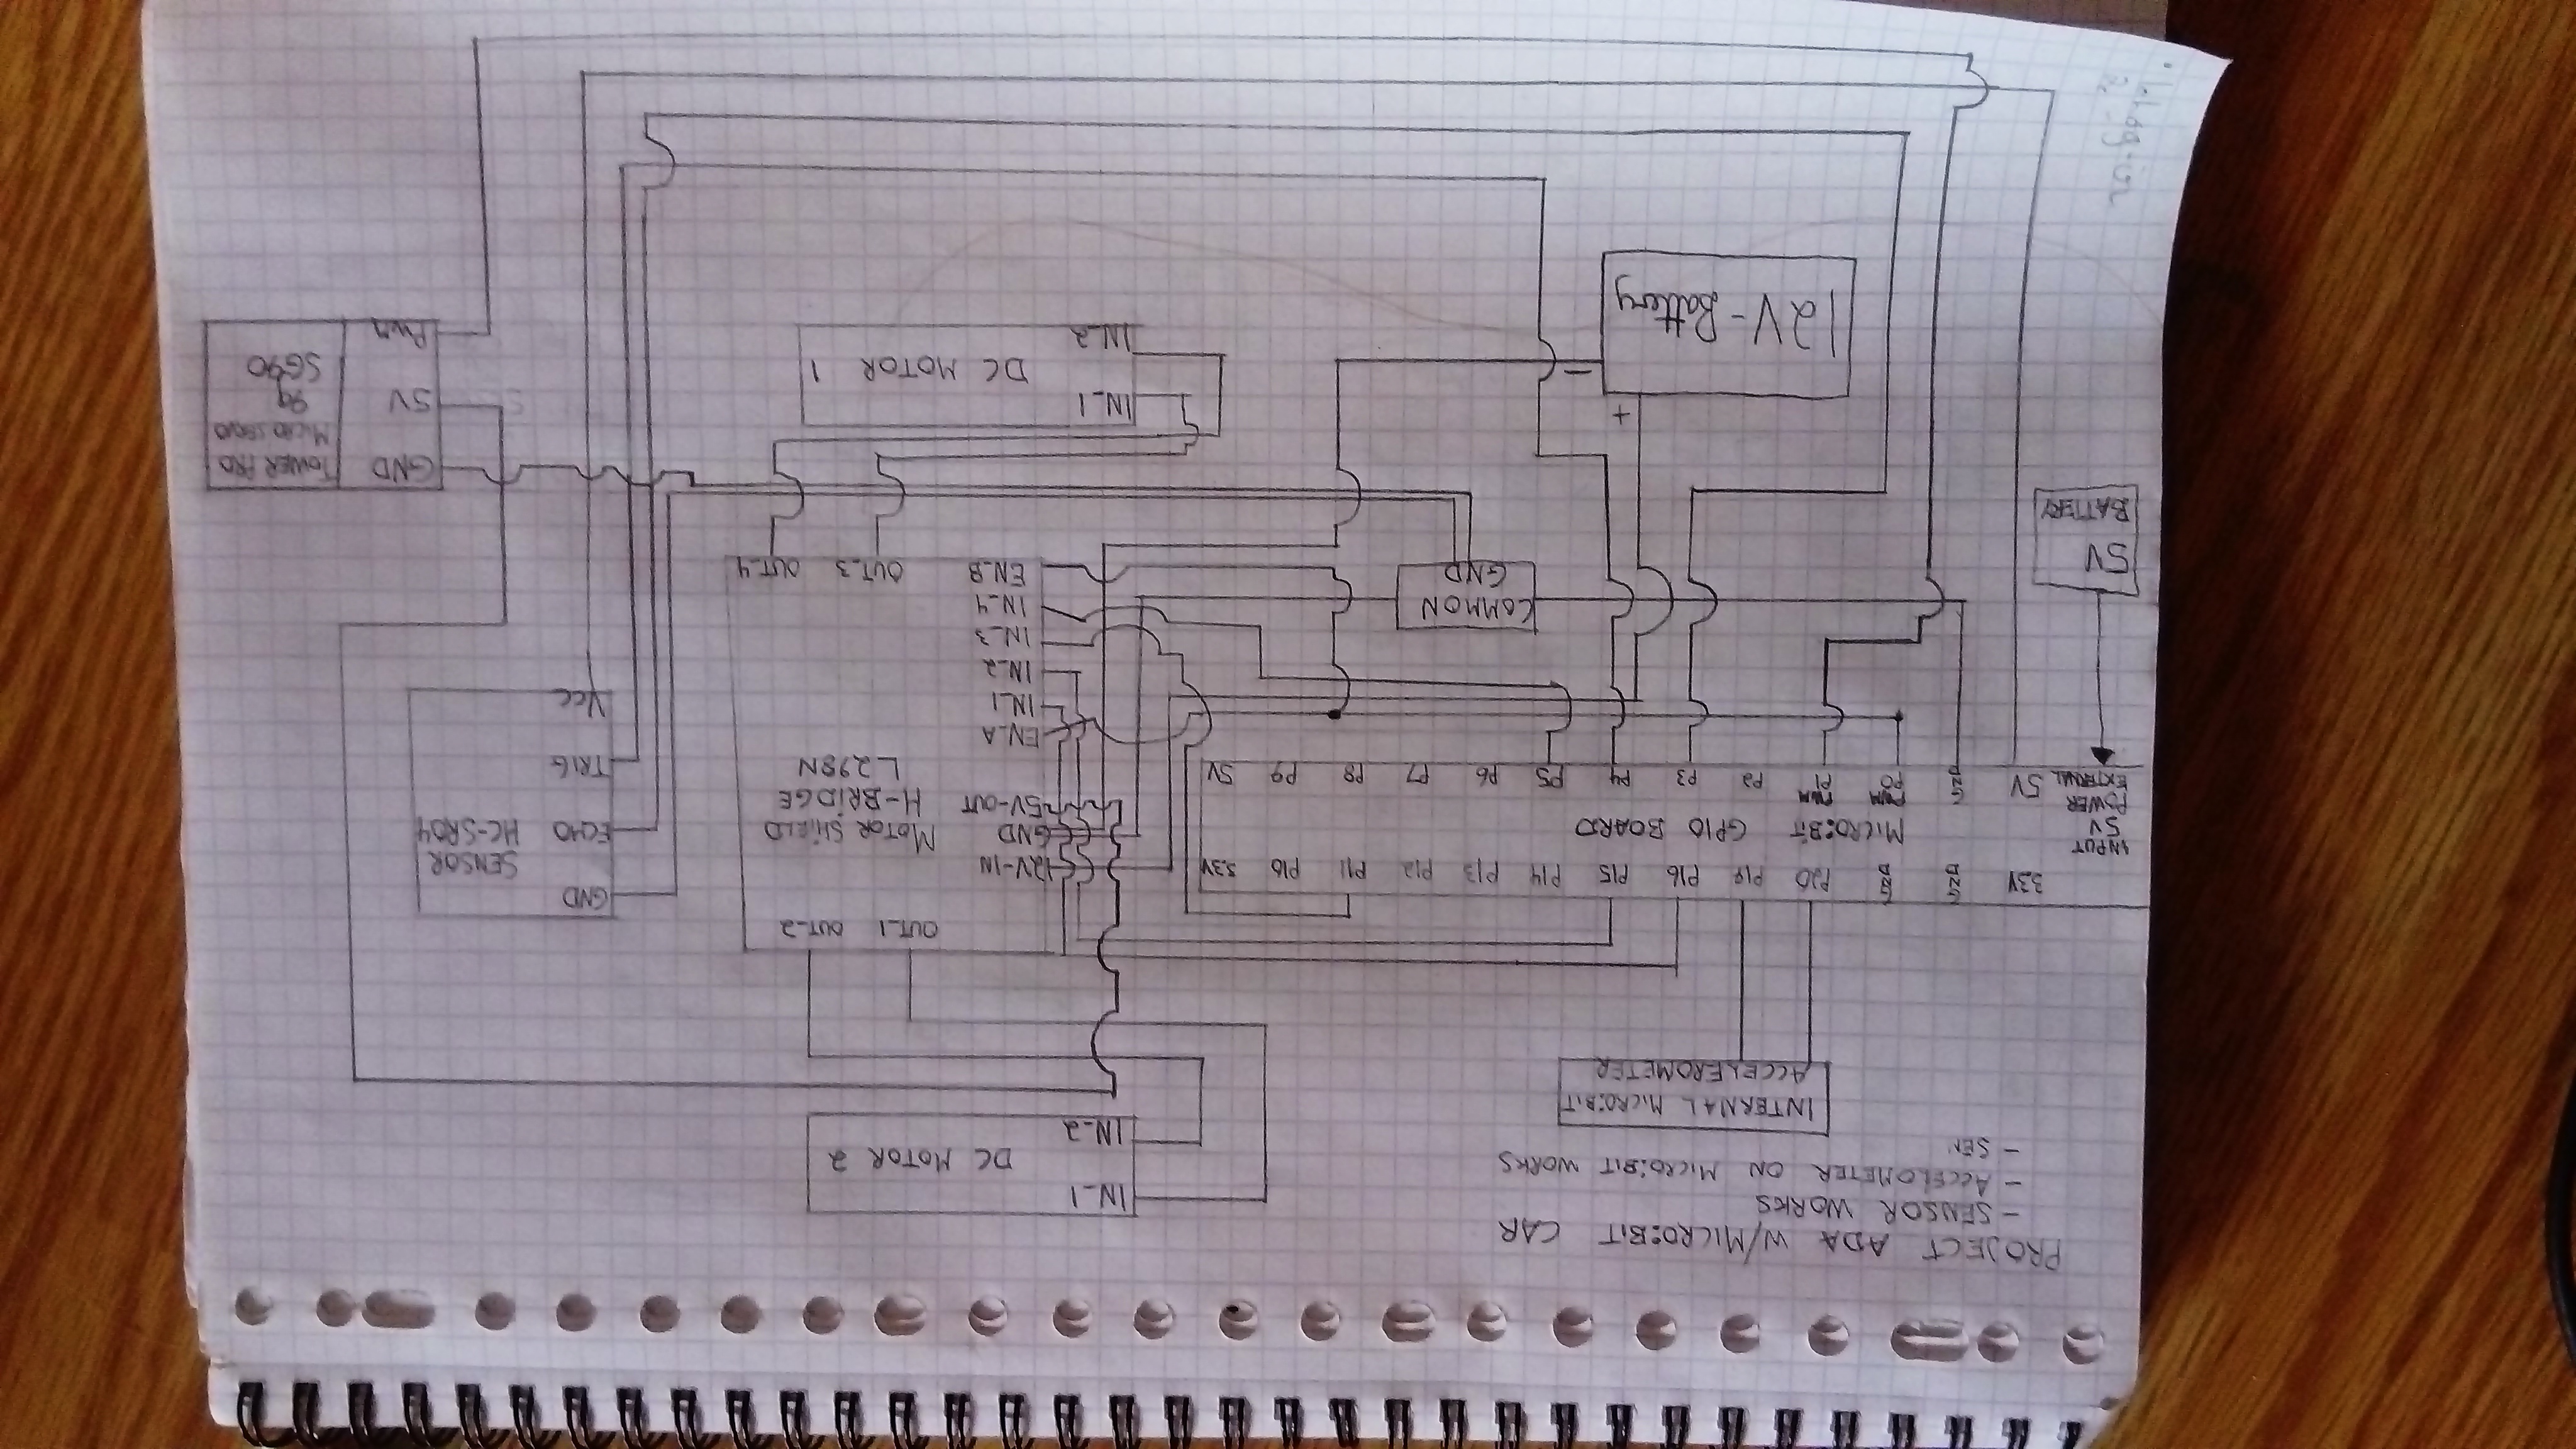 PROJECT ADA W/MICRO:BIT CAR
- SENSOR WORKS
- ACCELOMETER ON MICRO:BIT WORKS
- SEN
INTERNAL MICRO:BIT
ACCELEROMETER
IN_1
DC MOTOR 2
IN_2
OUT_1 OUT_2
3.3V GND GND P20 P19 P16 P15 P14 P13 P12 P11 P10 3.3V
INPUT
5V
POWER
EXTERNAL
MICRO:BIT GPIO BOARD
PWM PWM
5V GND P0 P1 P2 P3 P4 P5 P6 P7 P8 P9 5V
12V-IN
GND
5V-OUT
MOTOR SHIELD
H-BRIDGE
L298N
EN_A
IN_1
IN_2
IN_3
IN_4
EN_B
OUT_3 OUT_4
GND
ECHO
TRIG
Vcc
SENSOR
HC-SR04
COMMON
GND
5V
BATTERY
+
-
12V-Battery
IN_1
DC MOTOR 1
IN_2
GND
5V
PWM
TOWER PRO
MICRO SERVO
9g
SG90